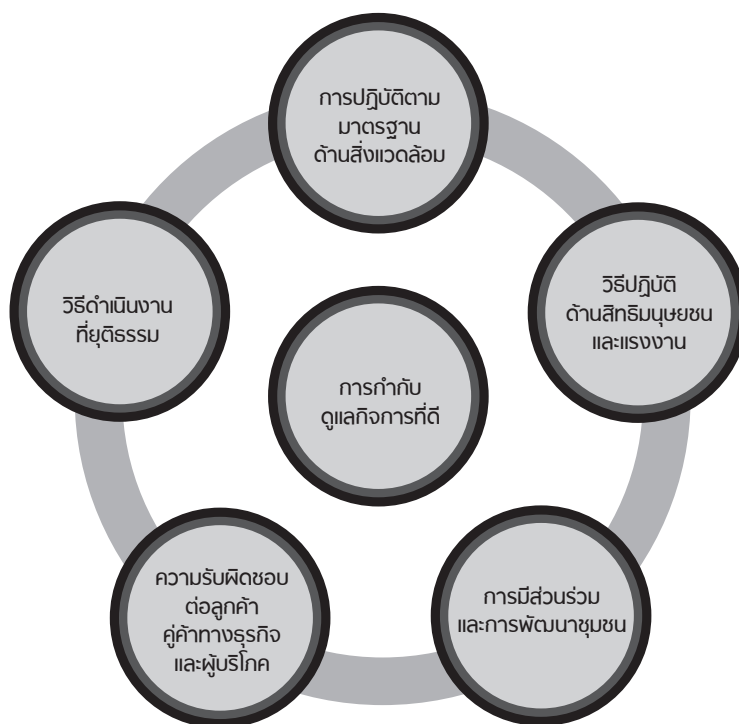 การปฏิบัติตาม
มาตรฐาน
ด้านสิ่งแวดล้อม
วิธีปฏิบัติ
ด้านสิทธิมนุษยชน
และแรงงาน
วิธีดำเนินงาน
ที่ยุติธรรม
การกำกับ
ดูแลกิจการที่ดี
ความรับผิดชอบ
ต่อลูกค้า
คู่ค้าทางธุรกิจ
และผู้บริโภค
การมีส่วนร่วม
และการพัฒนาชุมชน